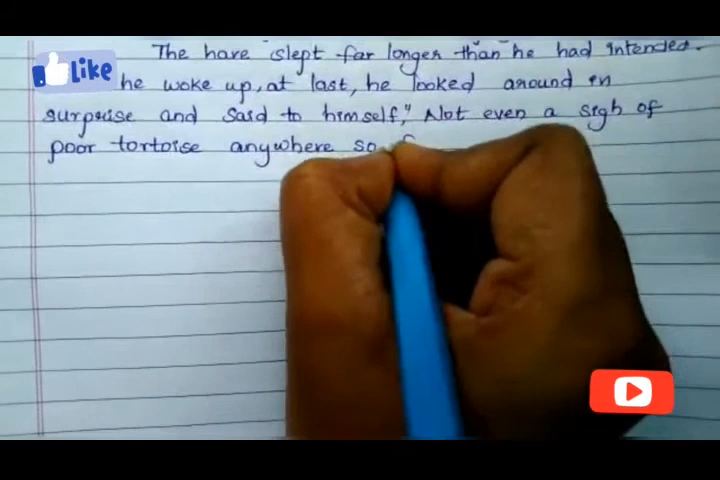 The have slept far longer than he had intended.
Like
he woke up, at last, he looked around in
surprise and said to himself," Not even a sigh of
poor tortoise anywhere so f